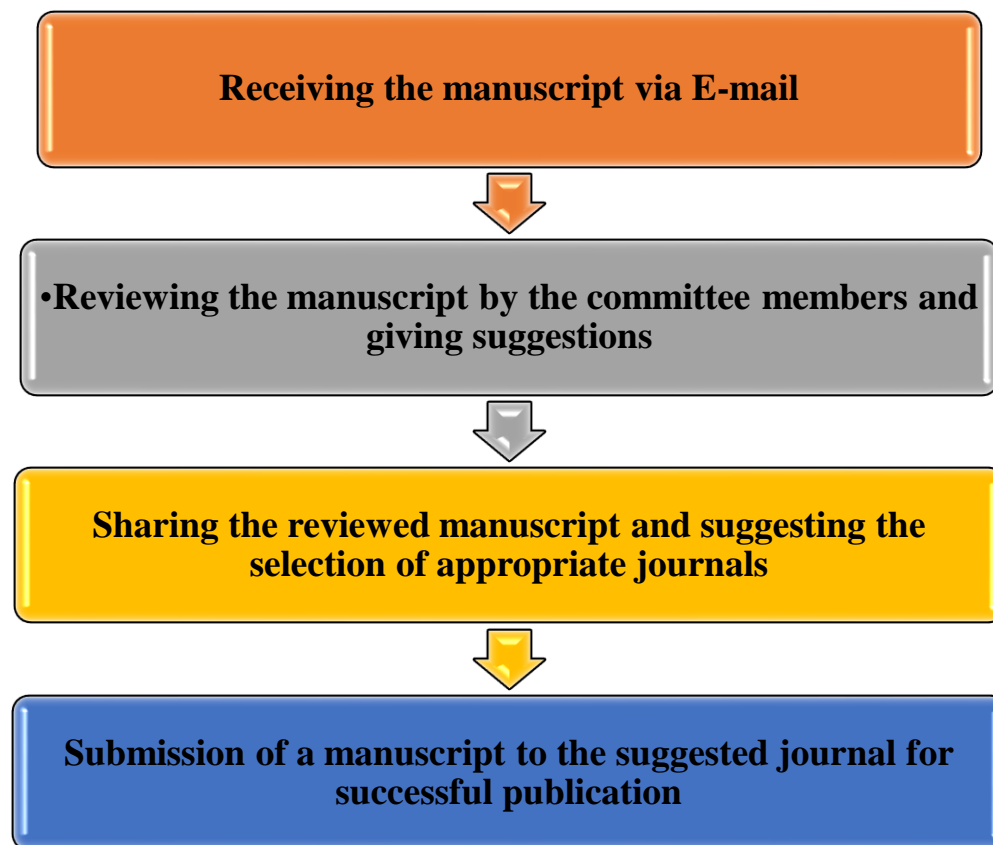 Receiving the manuscript via E-mail
•Reviewing the manuscript by the committee members and
giving suggestions
Sharing the reviewed manuscript and suggesting the
selection of appropriate journals
Submission of a manuscript to the suggested journal for
successful publication